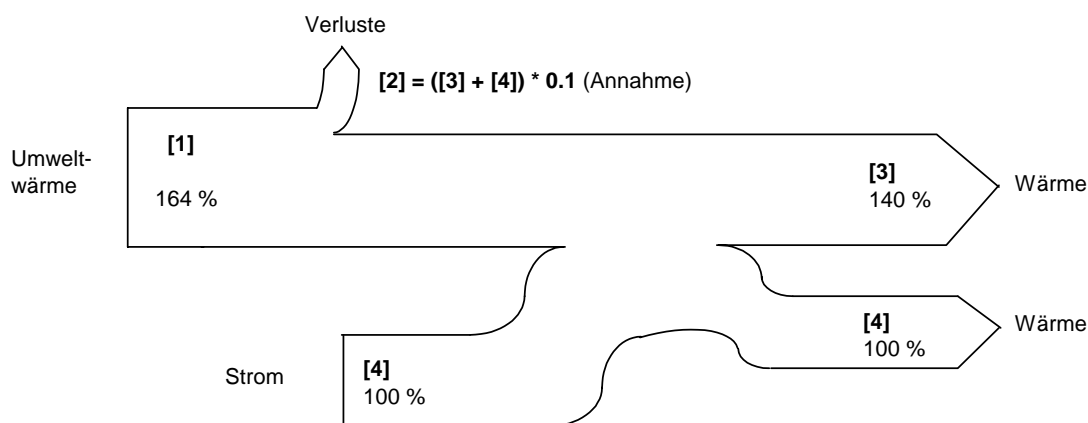 Verluste
[2] = ([3] + [4]) * 0.1 (Annahme)
[1]
Umwelt-
wärme
164 %
[3]
140 %
Wärme
[4]
100 %
Wärme
Strom
[4]
100 %